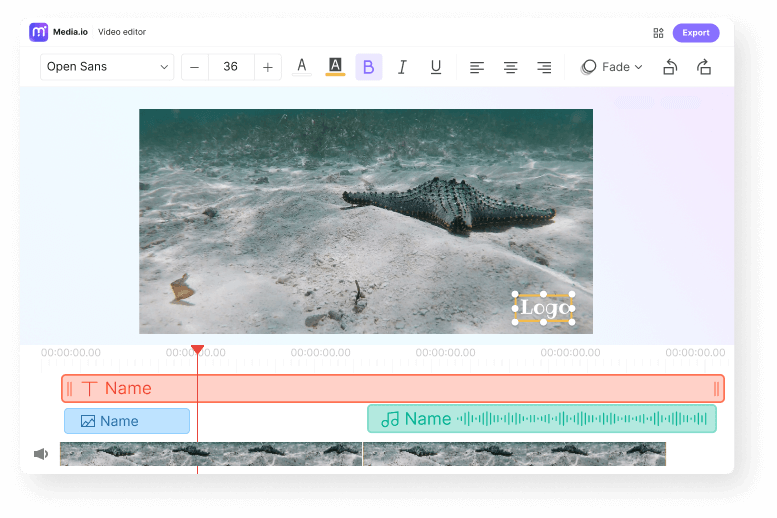 Media.io Video editor Export
Open Sans 36 A A B I U Fade
Logo
00:00:00.00 00:00:00.00 00:00:00.00 00:00:00.00 00:00:00.00 00:00:00.00
T Name
Name Name